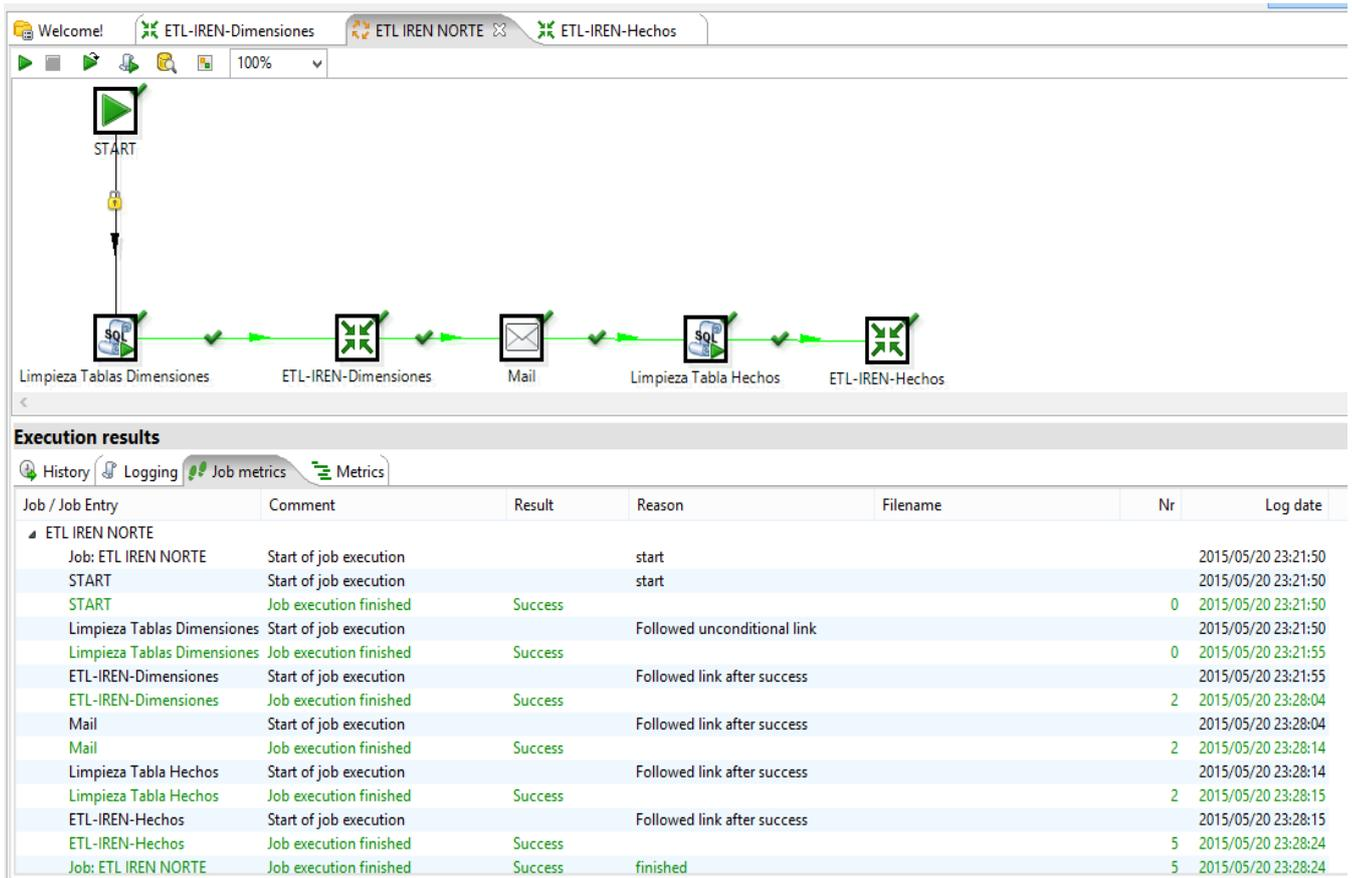 Welcome! ETL-IREN-Dimensiones ETL IREN NORTE ETL-IREN-Hechos
100%
START
SQL SQL
Limpieza Tablas Dimensiones ETL-IREN-Dimensiones Mail Limpieza Tabla Hechos ETL-IREN-Hechos
Execution results
History Logging Job metrics Metrics
Job / Job Entry Comment Result Reason Filename Nr Log date
ETL IREN NORTE
Job: ETL IREN NORTE Start of job execution start 2015/05/20 23:21:50
START Start of job execution start 2015/05/20 23:21:50
START Job execution finished Success 0 2015/05/20 23:21:50
Limpieza Tablas Dimensiones Start of job execution Followed unconditional link 2015/05/20 23:21:50
Limpieza Tablas Dimensiones Job execution finished Success 0 2015/05/20 23:21:55
ETL-IREN-Dimensiones Start of job execution Followed link after success 2015/05/20 23:21:55
ETL-IREN-Dimensiones Job execution finished Success 2 2015/05/20 23:28:04
Mail Start of job execution Followed link after success 2015/05/20 23:28:04
Mail Job execution finished Success 2 2015/05/20 23:28:14
Limpieza Tabla Hechos Start of job execution Followed link after success 2015/05/20 23:28:14
Limpieza Tabla Hechos Job execution finished Success 2 2015/05/20 23:28:15
ETL-IREN-Hechos Start of job execution Followed link after success 2015/05/20 23:28:15
ETL-IREN-Hechos Job execution finished Success 5 2015/05/20 23:28:24
Job: ETL IREN NORTE Job execution finished Success finished 5 2015/05/20 23:28:24